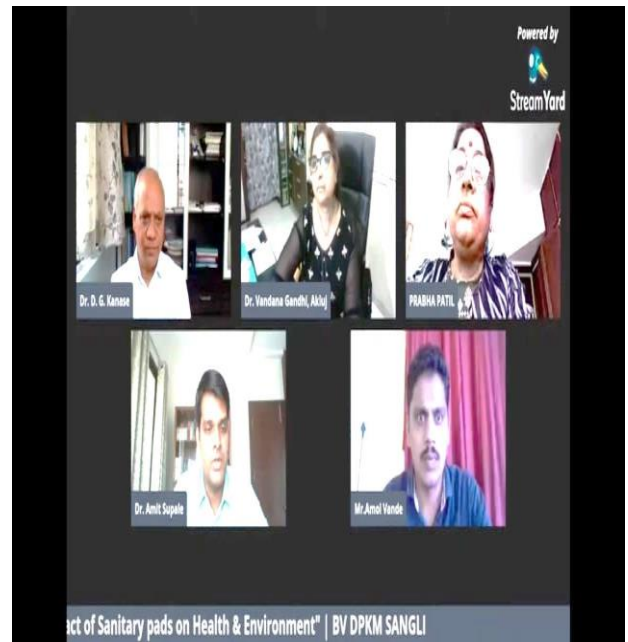 Powered by
StreamYard
Dr. D. G. Kanase
Dr. Vandana Gandhi, Akluj
PRABHA PATIL
Dr. Amit Supale
Mr.Amol Vande
act of Sanitary pads on Health & Environment" | BV DPKM SANGLI